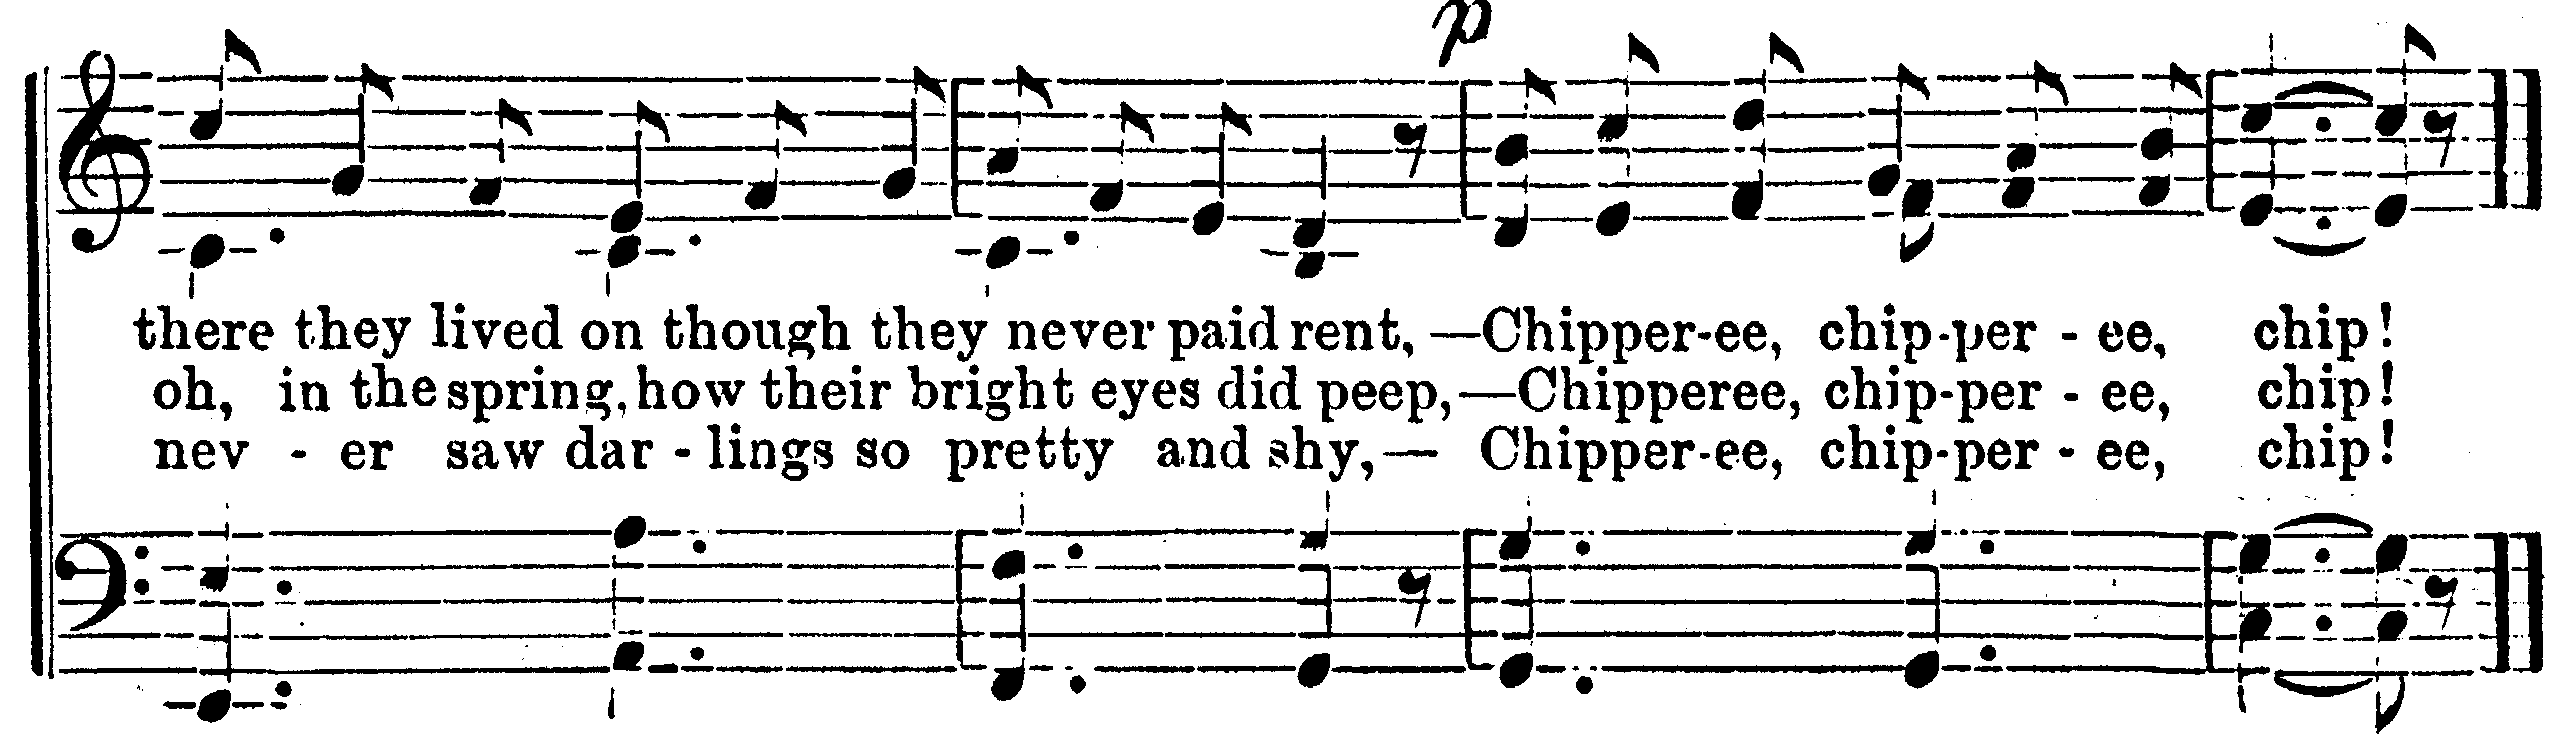 p
there they lived on though they never paid rent, —Chipper-ee, chip-per - ee, chip!
oh, in the spring, how their bright eyes did peep,—Chipperee, chip-per - ee, chip!
nev - er saw dar - lings so pretty and shy,— Chipper-ee, chip-per - ee, chip!